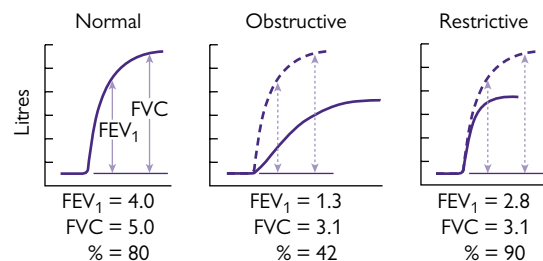 Normal
Obstructive
Restrictive
Litres
FEV1
FVC
FEV1 = 4.0
FVC = 5.0
% = 80
FEV1 = 1.3
FVC = 3.1
% = 42
FEV1 = 2.8
FVC = 3.1
% = 90